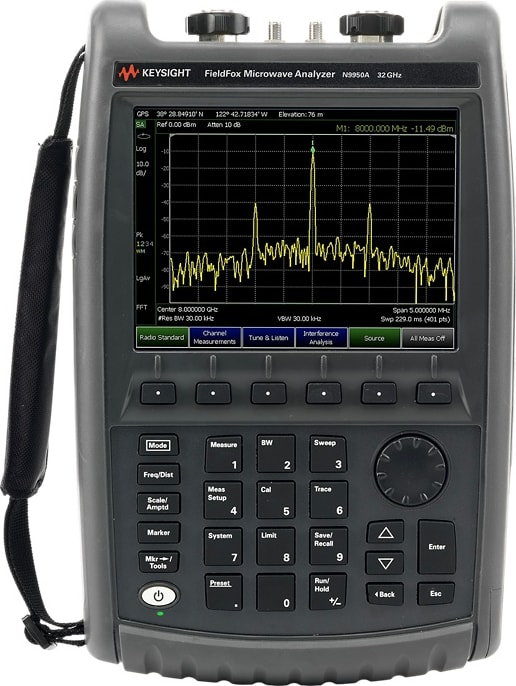 KEYSIGHT FieldFox Microwave Analyzer N9950A 32 GHz
GPS 38° 28.84910' N 122° 42.71834' W Elevation: 76 m
SA Ref 0.00 dBm Atten 10 dB
M1: 8000.000 MHz -11.49 dBm
Log
10.0
dB/
1
-10
-20
-30
-40
-50
-60
-70
-80
-90
Pk
1234
LgAv
FFT
Center 8.000000 GHz Span 5.000000 MHz
#Res BW 30.00 kHz VBW 30.00 kHz Swp 229.0 ms (401 pts)
Radio Standard
Channel
Measurements
Tune & Listen
Interference
Analysis
Source
All Meas Off
Mode
Measure
1
BW
2
Sweep
3
Freq/Dist
Scale/
Amptd
Meas
Setup
4
Cal
5
Trace
6
Marker
System
7
Limit
8
Save/
Recall
9
Enter
Mkr→/
Tools
Preset
.
0
Run/
Hold
+/-
Back
Esc